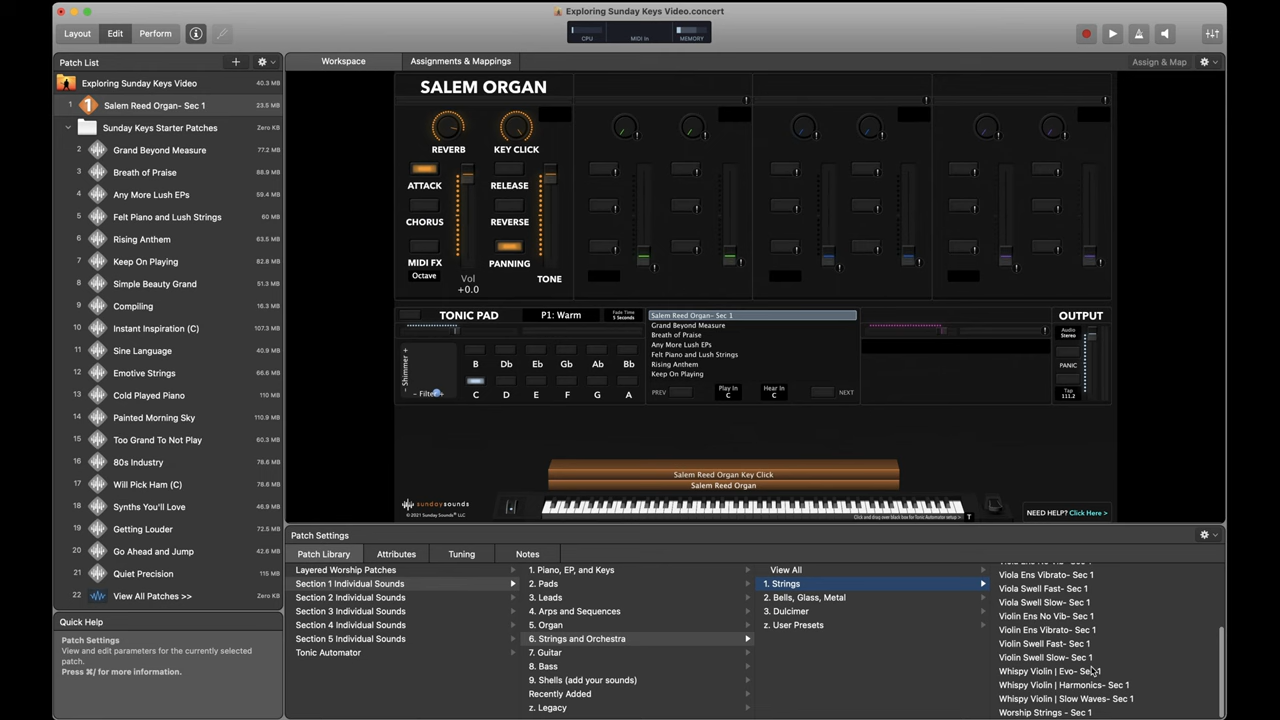 Exploring Sunday Keys Video.concert
Layout
Edit
Perform
CPU
MIDI In
MEMORY
Patch List
Workspace
Assignments & Mappings
Assign & Map
Exploring Sunday Keys Video 40.3 MB
1 Salem Reed Organ- Sec 1 23.5 MB
Sunday Keys Starter Patches Zero KB
2 Grand Beyond Measure 77.2 MB
3 Breath of Praise 88.9 MB
4 Any More Lush EPs 59.4 MB
5 Felt Piano and Lush Strings 60 MB
6 Rising Anthem 63.5 MB
7 Keep On Playing 82.8 MB
8 Simple Beauty Grand 51.3 MB
9 Compiling 16.3 MB
10 Instant Inspiration (C) 107.3 MB
11 Sine Language 38.3 MB
12 Emotive Strings 66.6 MB
13 Cold Played Piano 110 MB
14 Painted Morning Sky 110.9 MB
15 Too Grand To Not Play 60.3 MB
16 80s Industry 78.6 MB
17 Will Pick Ham (C) 78.6 MB
18 Synths You'll Love 57.9 MB
19 Getting Louder 72.5 MB
20 Go Ahead and Jump 42.6 MB
21 Quiet Precision 115 MB
22 View All Patches >> Zero KB
SALEM ORGAN
REVERB
KEY CLICK
ATTACK
RELEASE
CHORUS
REVERSE
MIDI FX
PANNING
Octave
Vol
+0.0
TONE
TONIC PAD
P1: Warm
Fade Time
5 Seconds
- Shimmer +
- Filter +
B Db Eb Gb Ab Bb
C D E F G A
Salem Reed Organ- Sec 1
Grand Beyond Measure
Breath of Praise
Any More Lush EPs
Felt Piano and Lush Strings
Rising Anthem
Keep On Playing
PREV
Play In
C
Hear In
C
NEXT
OUTPUT
Audio
Stereo
PANIC
Tap
111.2
Salem Reed Organ Key Click
Salem Reed Organ
sundaysounds
© 2021 Sunday Sounds® LLC
Click and drag over black box for Tonic Automator setup >
T
NEED HELP? Click Here >
Patch Settings
Patch Library
Attributes
Tuning
Notes
Layered Worship Patches
Section 1 Individual Sounds
Section 2 Individual Sounds
Section 3 Individual Sounds
Section 4 Individual Sounds
Section 5 Individual Sounds
Tonic Automator
1. Piano, EP, and Keys
2. Pads
3. Leads
4. Arps and Sequences
5. Organ
6. Strings and Orchestra
7. Guitar
8. Bass
9. Shells (add your sounds)
Recently Added
z. Legacy
View All
1. Strings
2. Bells, Glass, Metal
3. Dulcimer
z. User Presets
Viola Ens Vibrato- Sec 1
Viola Swell Fast- Sec 1
Viola Swell Slow- Sec 1
Violin Ens No Vib- Sec 1
Violin Ens Vibrato- Sec 1
Violin Swell Fast- Sec 1
Violin Swell Slow- Sec 1
Whispy Violin | Evo- Sec 1
Whispy Violin | Harmonics- Sec 1
Whispy Violin | Slow Waves- Sec 1
Worship Strings - Sec 1
Quick Help
Patch Settings
View and edit parameters for the currently selected
patch.
Press ⌘/ for more information.